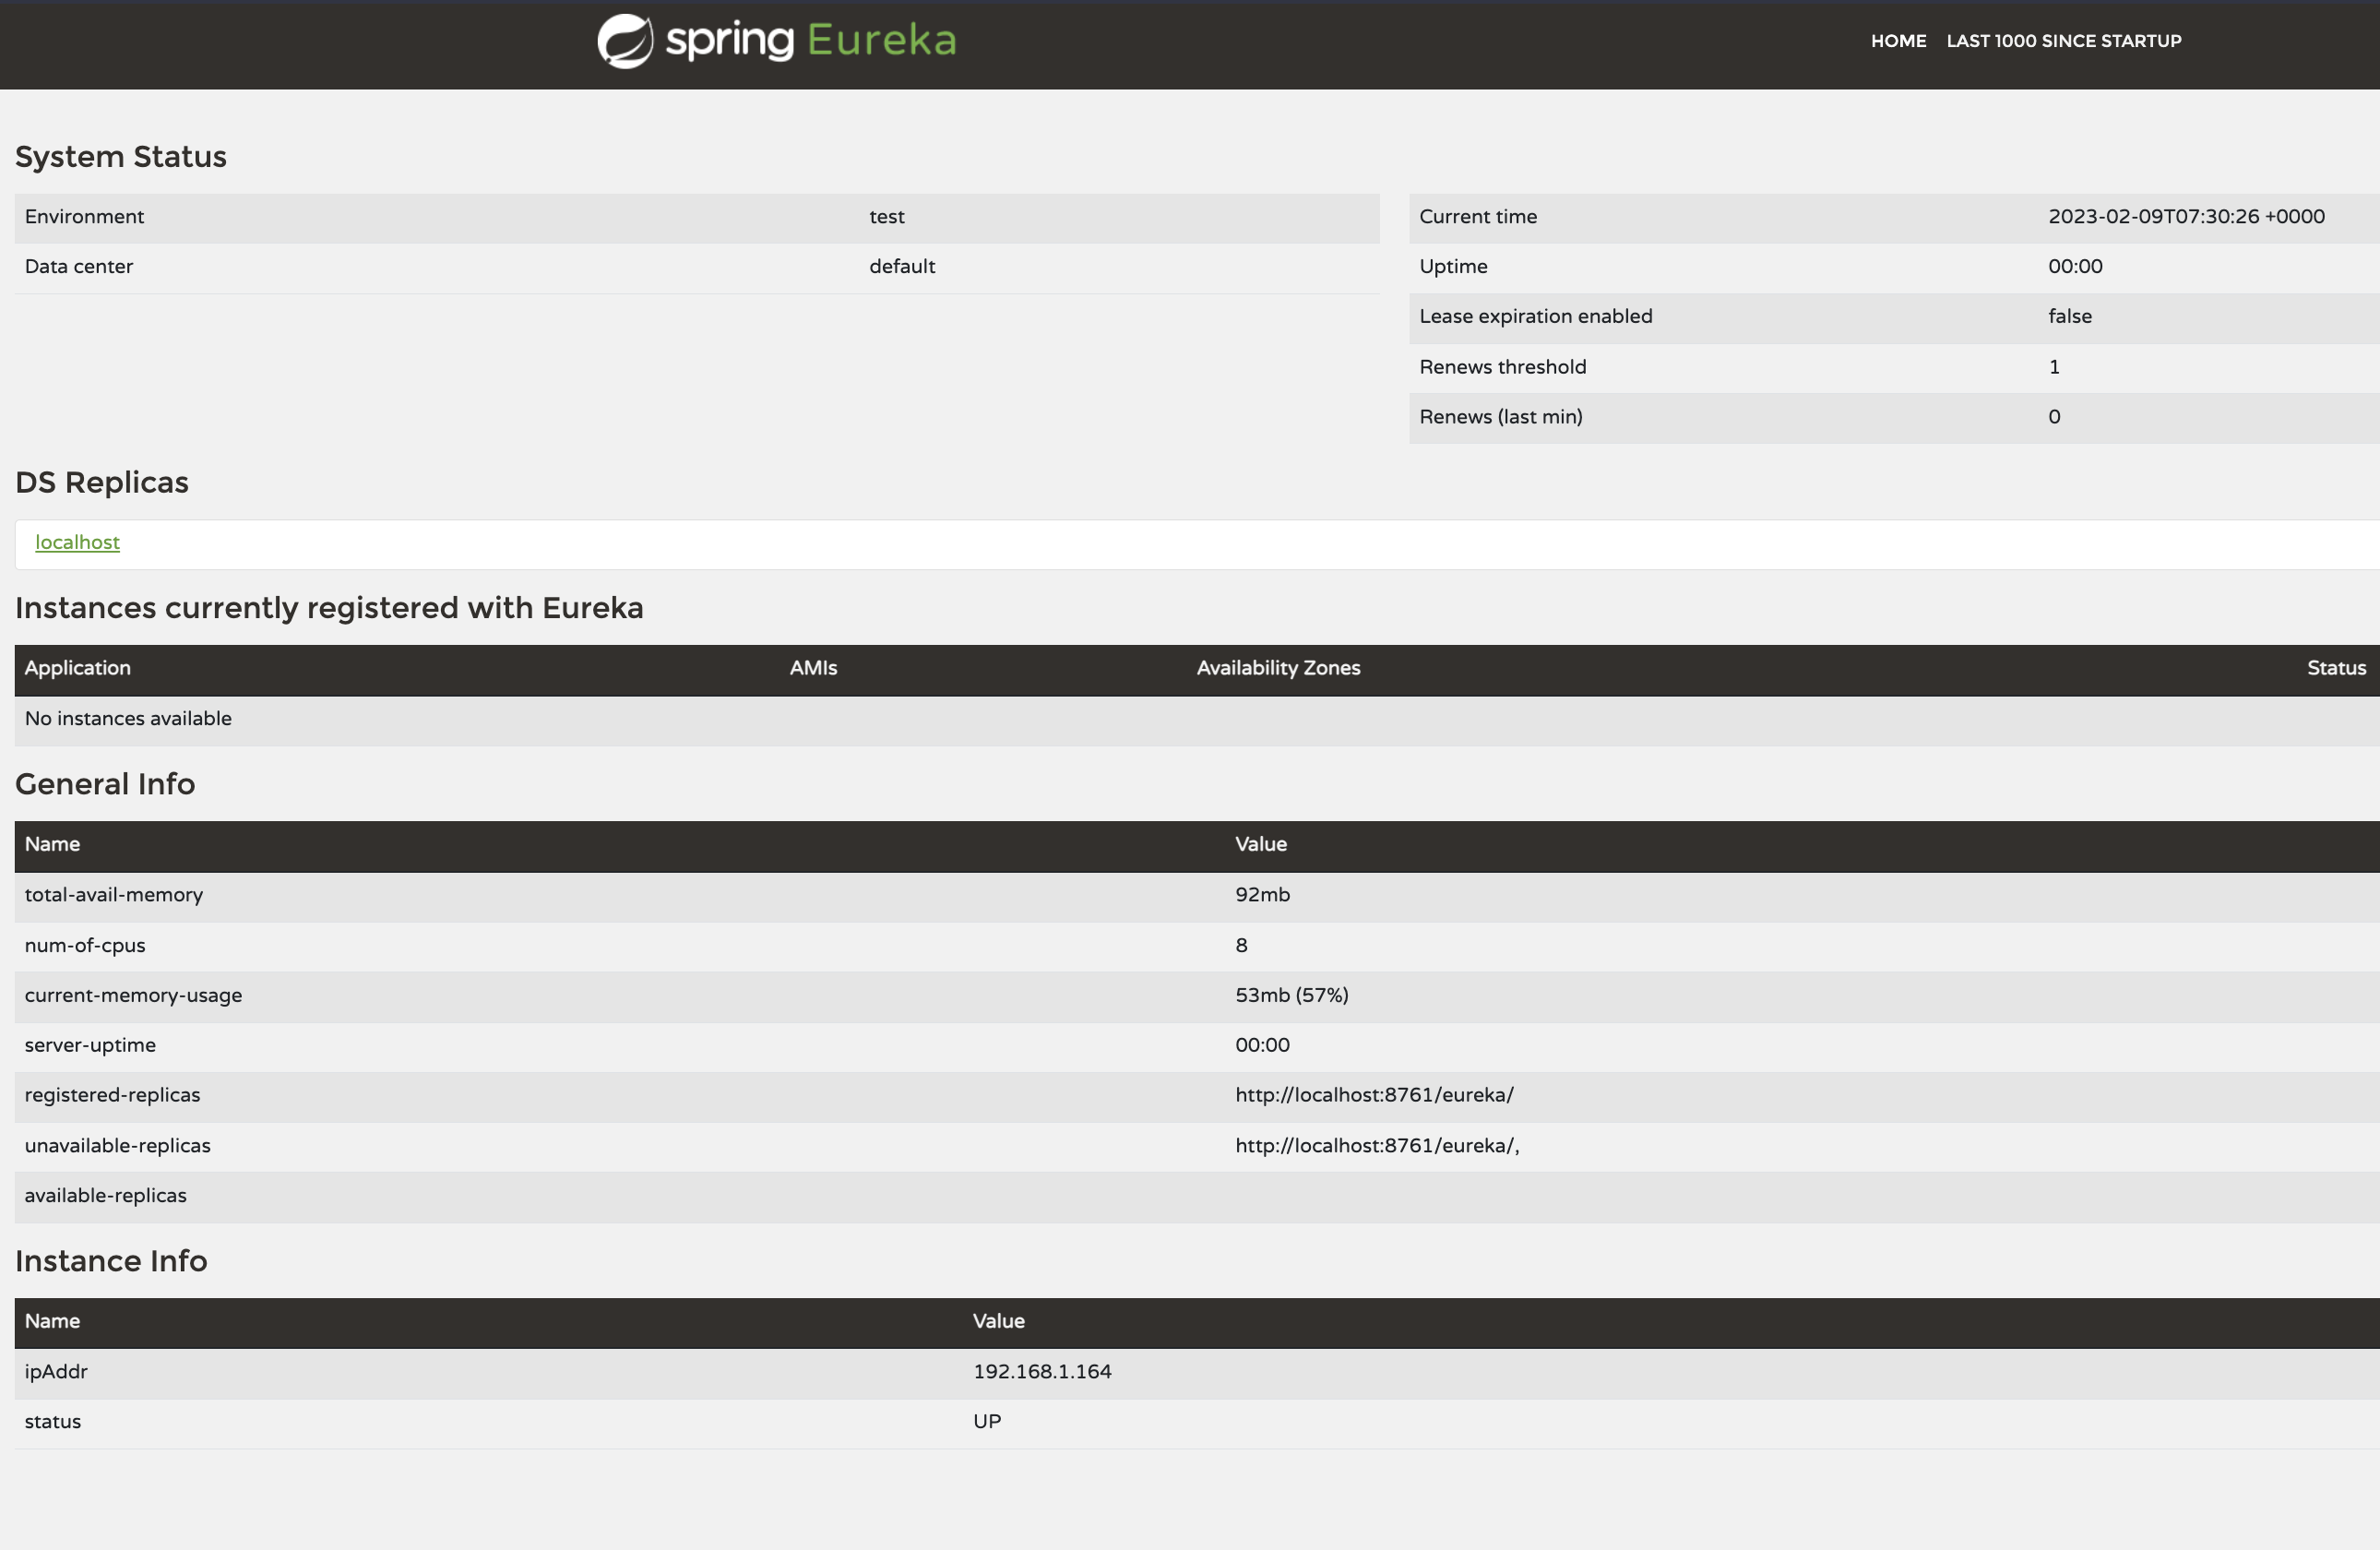 spring Eureka
HOME LAST 1000 SINCE STARTUP
System Status
Environment test
Data center default
Current time 2023-02-09T07:30:26 +0000
Uptime 00:00
Lease expiration enabled false
Renews threshold 1
Renews (last min) 0
DS Replicas
localhost
Instances currently registered with Eureka
Application AMIs Availability Zones Status
No instances available
General Info
Name Value
total-avail-memory 92mb
num-of-cpus 8
current-memory-usage 53mb (57%)
server-uptime 00:00
registered-replicas http://localhost:8761/eureka/
unavailable-replicas http://localhost:8761/eureka/,
available-replicas
Instance Info
Name Value
ipAddr 192.168.1.164
status UP